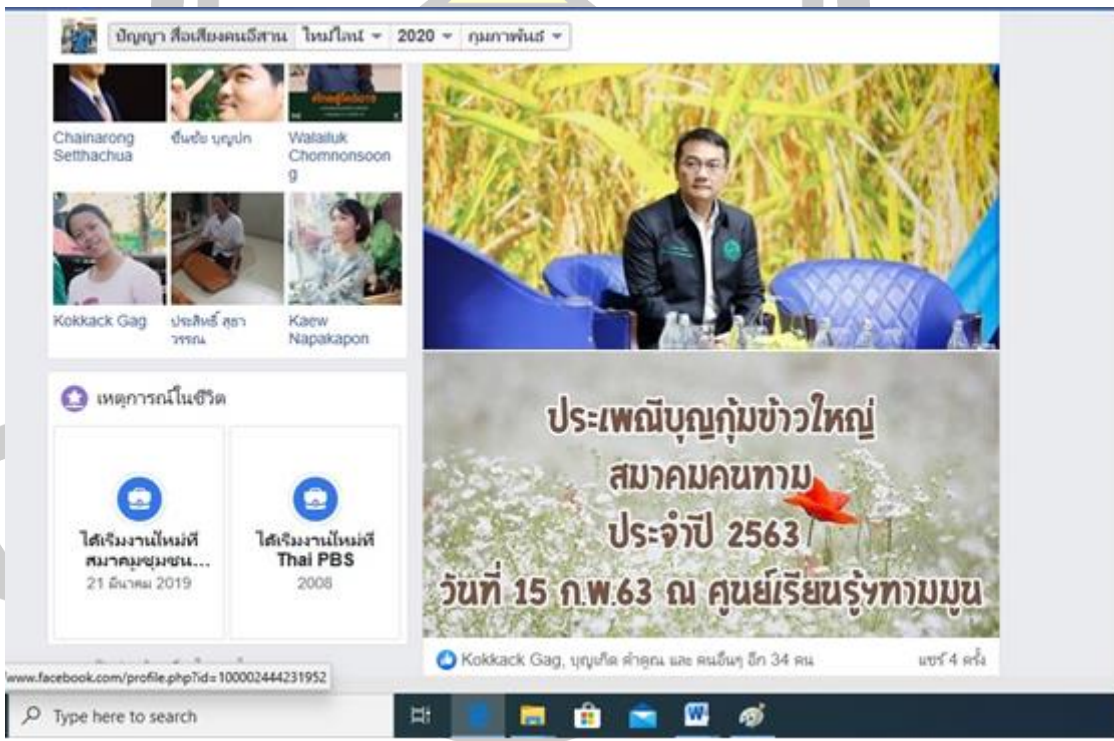 ปัญญา สื่อเสียงคนอีสาน ไทม์ไลน์ 2020 กุมภาพันธ์
Chainarong Setthachua
ชื่นชัย บุญปก
Walailuk Chomnonsoong
Kokkack Gag
ประสิทธิ์ สุธาวรรณ
Kaew Napakapon
เหตุการณ์ในชีวิต
ได้เริ่มงานใหม่ที่ สมาคมชุมชน...
21 มีนาคม 2019
ได้เริ่มงานใหม่ที่ Thai PBS
2008
ประเพณีบุญกุ้มข้าวใหญ่
สมาคมคนทาม
ประจำปี 2563
วันที่ 15 ก.พ.63 ณ ศูนย์เรียนรู้ฯทามมูน
Kokkack Gag, บุญเกิด คำคูณ และ คนอื่นๆ อีก 34 คน
แชร์ 4 ครั้ง
www.facebook.com/profile.php?id=100002444231952
Type here to search